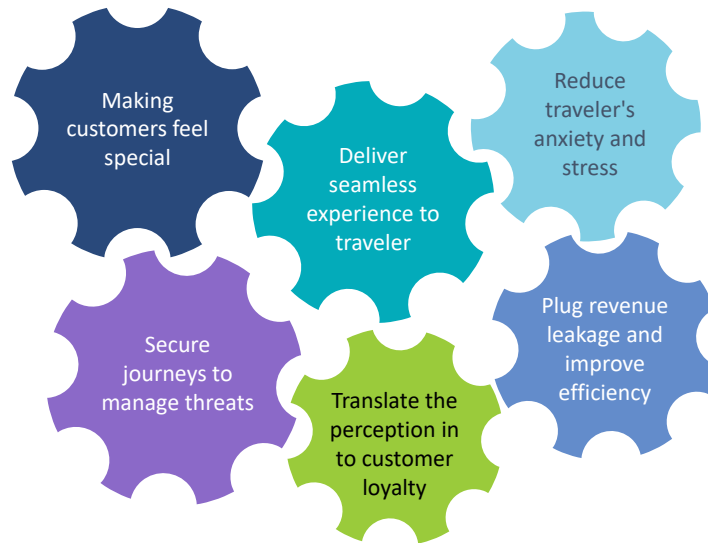 Making
customers feel
special
Deliver
seamless
experience to
traveler
Reduce
traveler's
anxiety and
stress
Secure
journeys to
manage threats
Translate the
perception in
to customer
loyalty
Plug revenue
leakage and
improve
efficiency